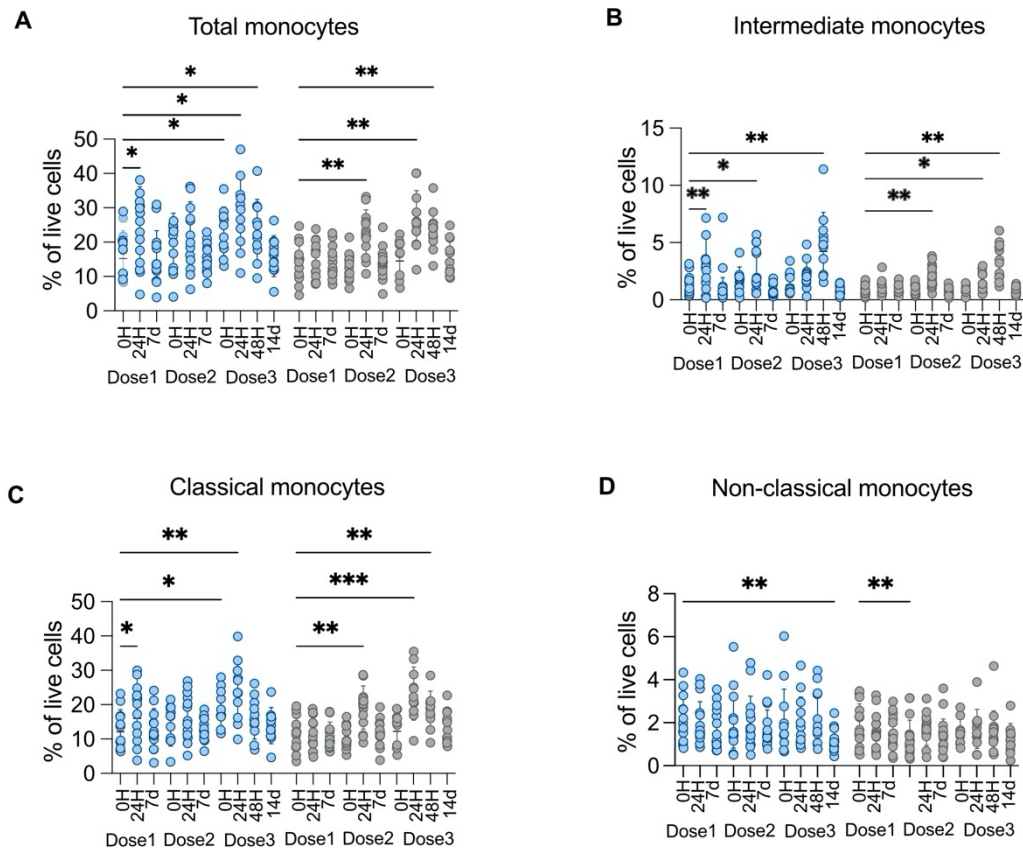 A
Total monocytes
* **
*
* **
* **
% of live cells
50
40
30
20
10
0
0H 24H 7d 0H 24H 7d 0H 24H 48H 14d 0H 24H 7d 0H 24H 7d 0H 24H 48H 14d
Dose1 Dose2 Dose3 Dose1 Dose2 Dose3
B
Intermediate monocytes
** **
* *
** **
% of live cells
15
10
5
0
0H 24H 7d 0H 24H 7d 0H 24H 48H 14d 0H 24H 7d 0H 24H 7d 0H 24H 48H 14d
Dose1 Dose2 Dose3 Dose1 Dose2 Dose3
C
Classical monocytes
** **
* ***
* **
% of live cells
50
40
30
20
10
0
0H 24H 7d 0H 24H 7d 0H 24H 48H 14d 0H 24H 7d 0H 24H 7d 0H 24H 48H 14d
Dose1 Dose2 Dose3 Dose1 Dose2 Dose3
D
Non-classical monocytes
** **
% of live cells
8
6
4
2
0
0H 24H 7d 0H 24H 7d 0H 24H 48H 14d 0H 24H 7d 24H 7d 0H 24H 48H 14d
Dose1 Dose2 Dose3 Dose1 Dose2 Dose3